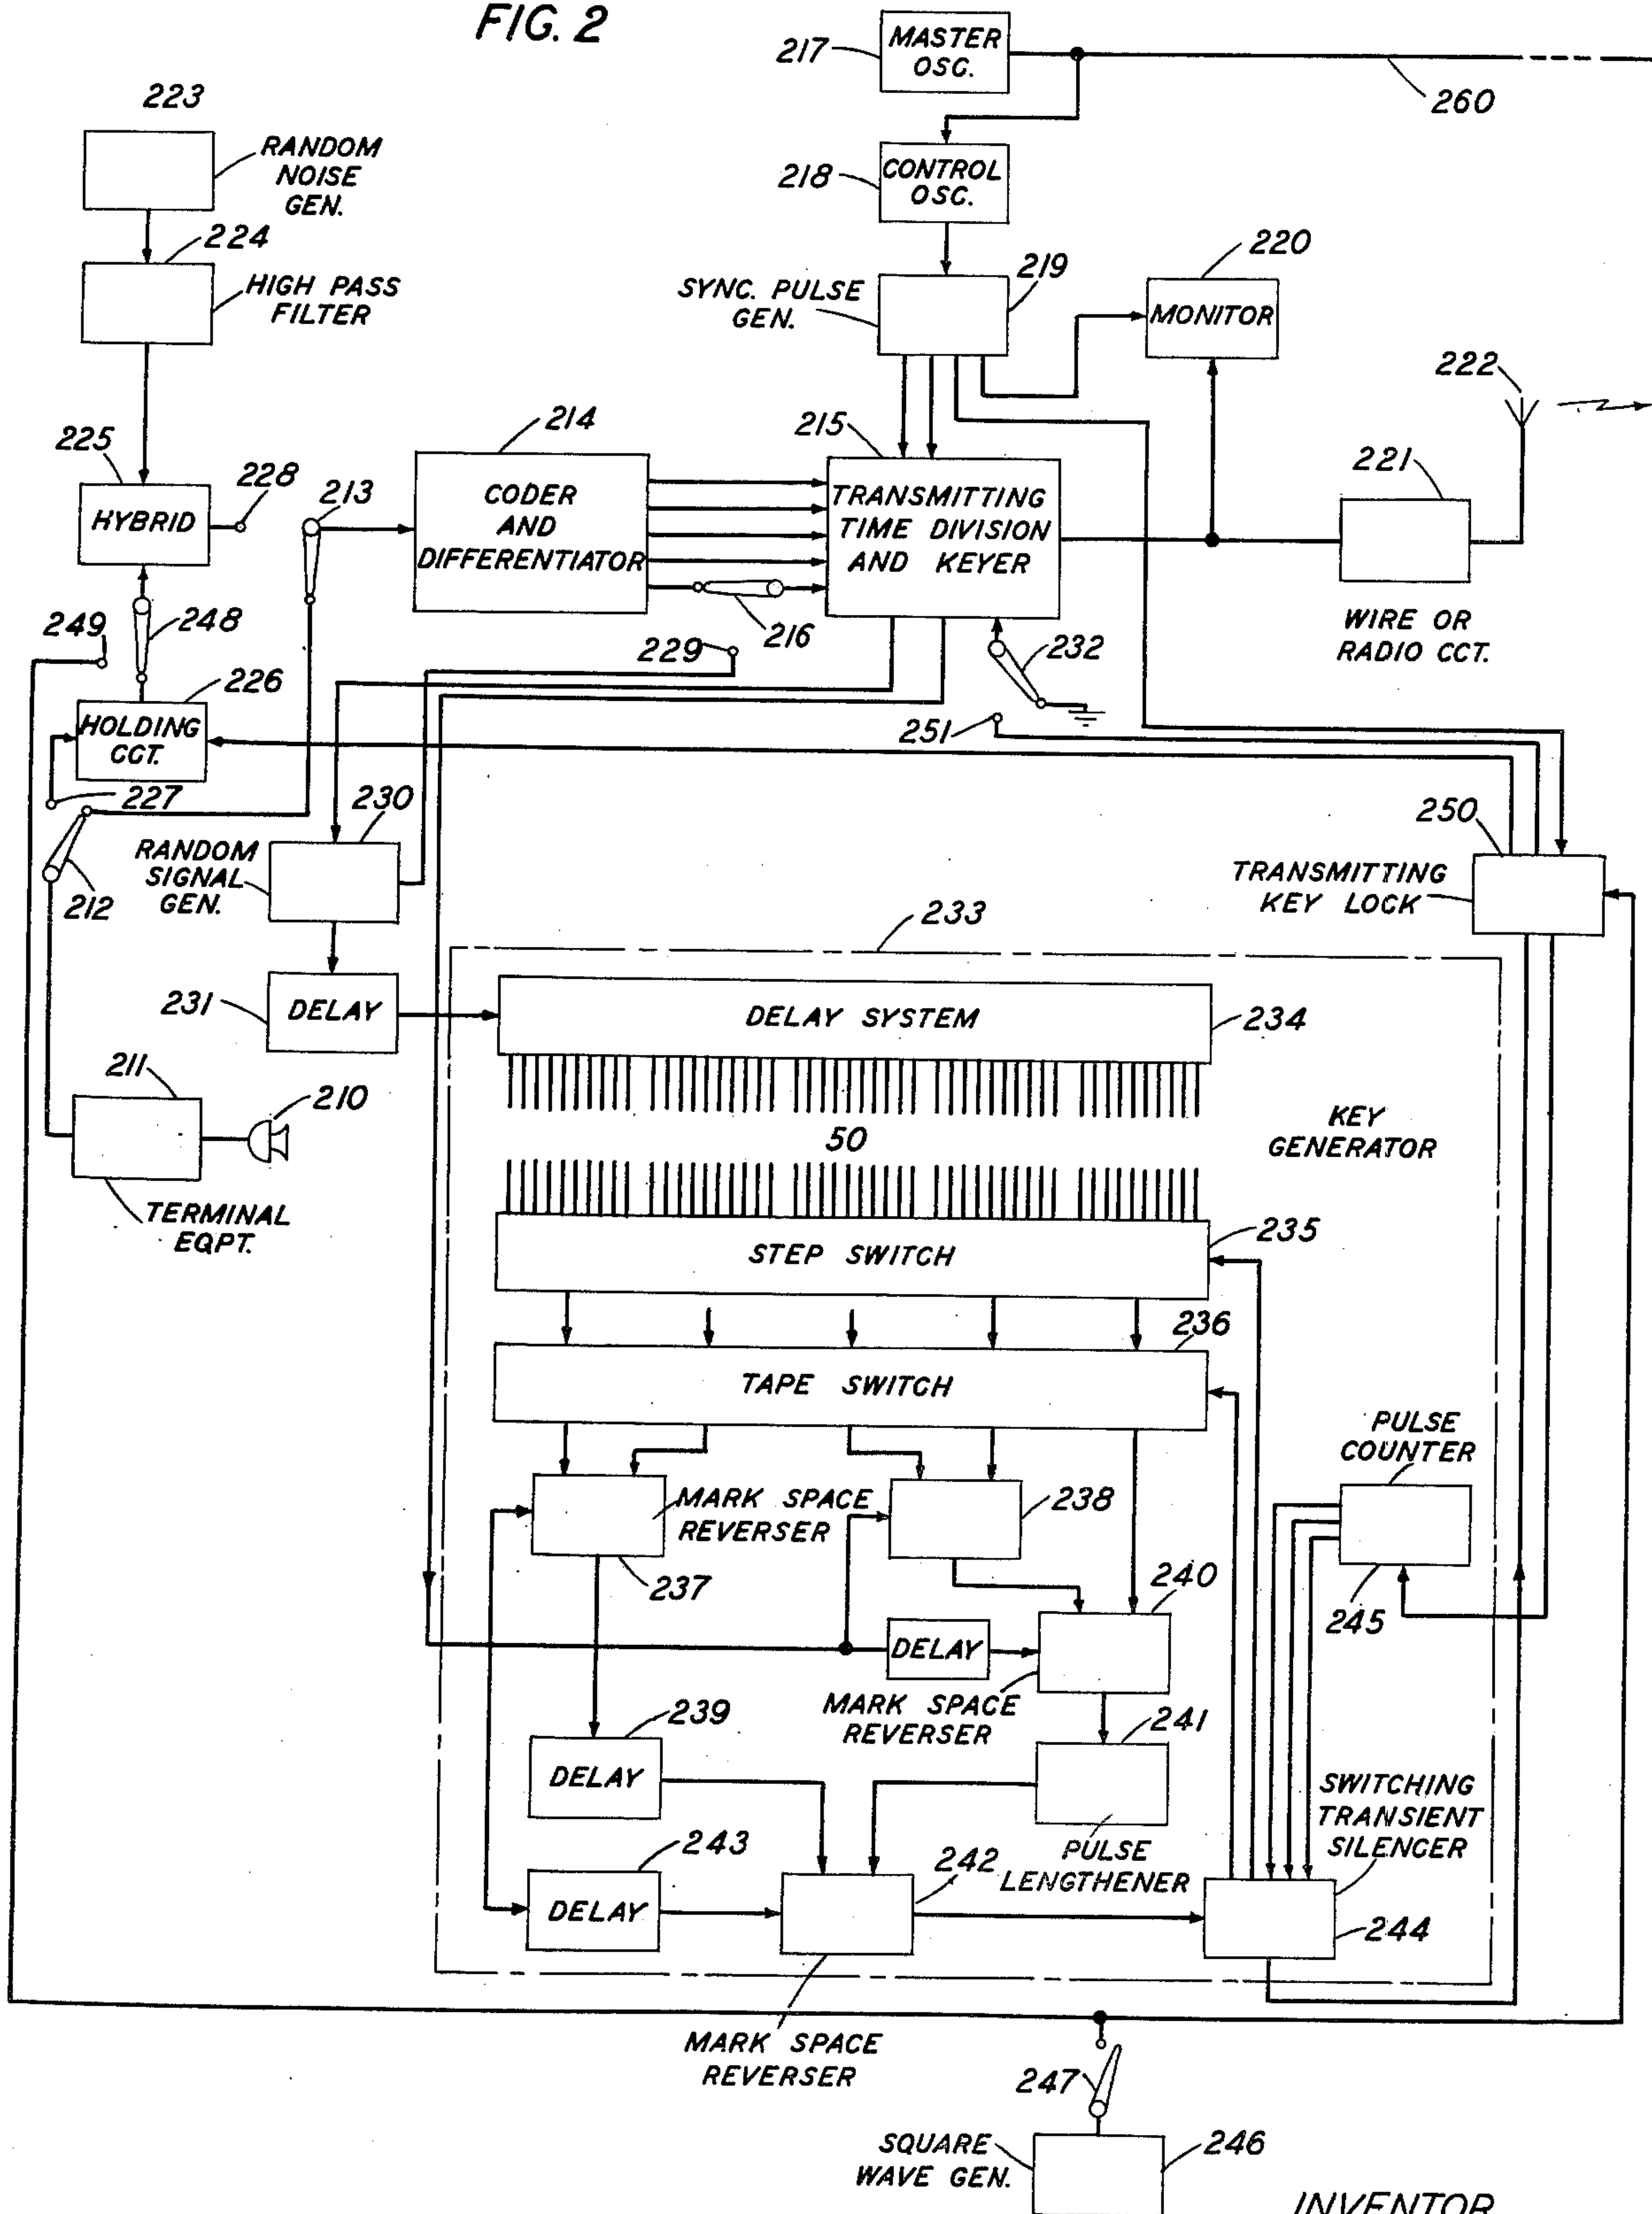 FIG. 2
217
MASTER
OSC.
260
223
RANDOM
NOISE
GEN.
218
CONTROL
OSC.
224
HIGH PASS
FILTER
219
SYNC. PULSE
GEN.
220
MONITOR
222
225
HYBRID
228
213
214
CODER
AND
DIFFERENTIATOR
215
TRANSMITTING
TIME DIVISION
AND KEYER
221
WIRE OR
RADIO CCT.
216
249
248
229
232
226
HOLDING
CCT.
251
227
230
RANDOM
SIGNAL
GEN.
212
250
TRANSMITTING
KEY LOCK
233
231
DELAY
DELAY SYSTEM
234
211
210
50
KEY
GENERATOR
TERMINAL
EQPT.
STEP SWITCH
235
236
TAPE SWITCH
PULSE
COUNTER
MARK SPACE
REVERSER
237
238
240
245
DELAY
MARK SPACE
REVERSER
239
DELAY
241
PULSE
LENGTHENER
SWITCHING
TRANSIENT
SILENCER
243
DELAY
242
244
MARK SPACE
REVERSER
247
SQUARE
WAVE GEN.
246
INVENTOR